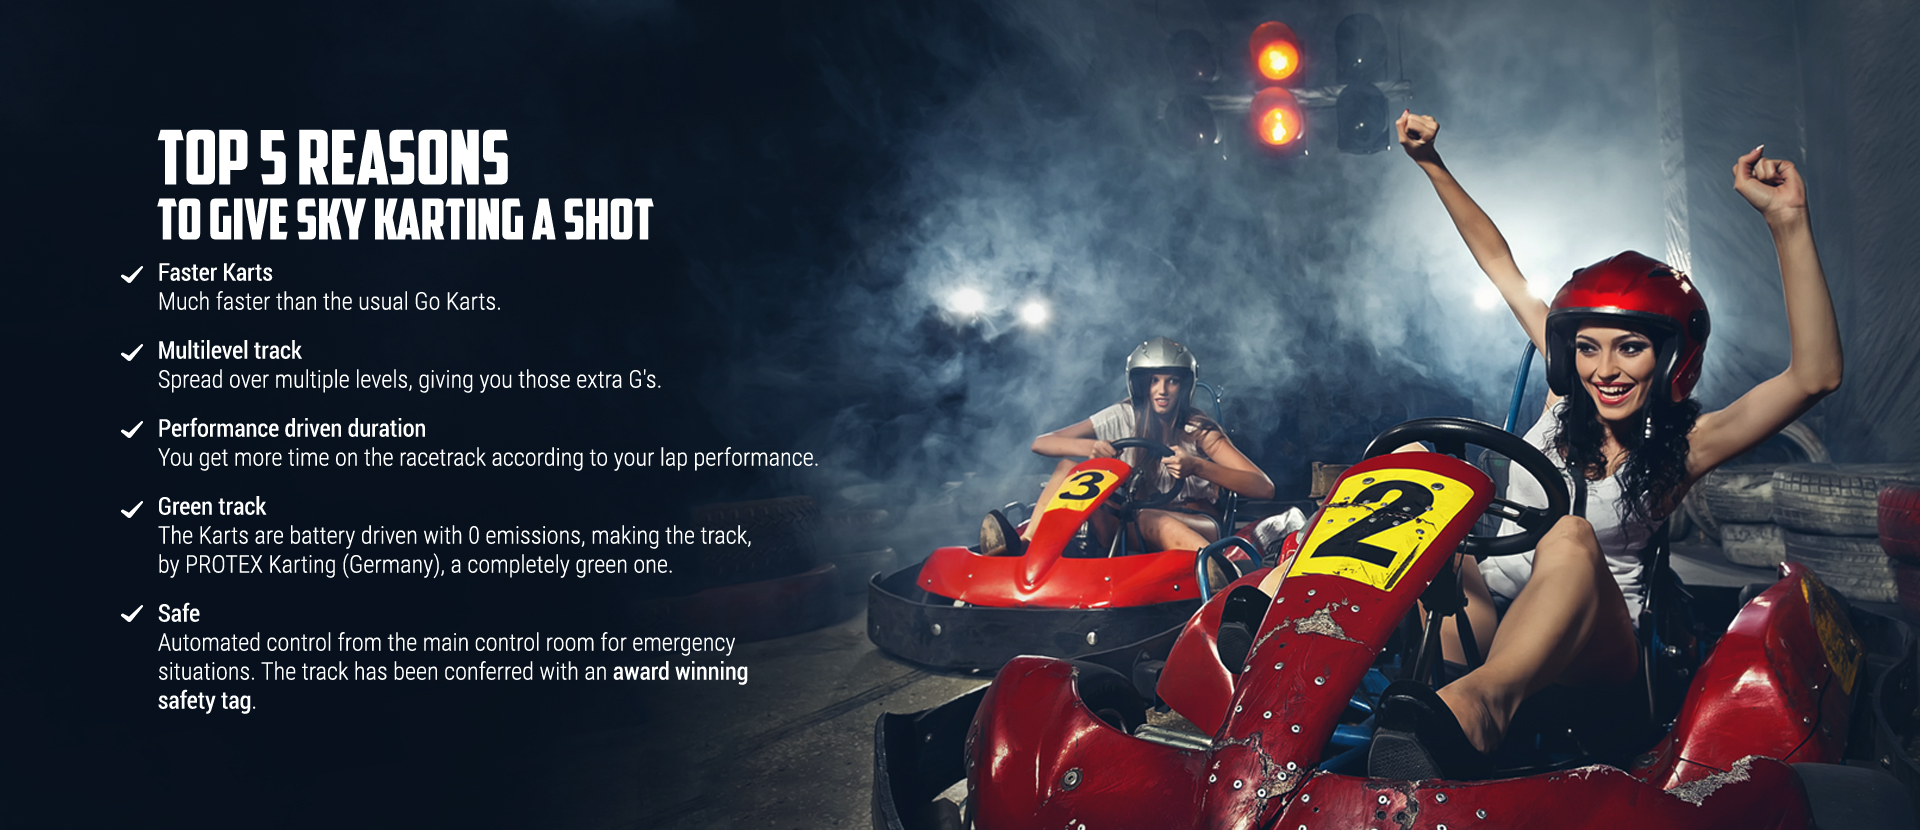 TOP 5 REASONS
TO GIVE SKY KARTING A SHOT
Faster Karts
Much faster than the usual Go Karts.
Multilevel track
Spread over multiple levels, giving you those extra G's.
Performance driven duration
You get more time on the racetrack according to your lap performance.
Green track
The Karts are battery driven with 0 emissions, making the track,
by PROTEX Karting (Germany), a completely green one.
Safe
Automated control from the main control room for emergency
situations. The track has been conferred with an award winning
safety tag.
3
2